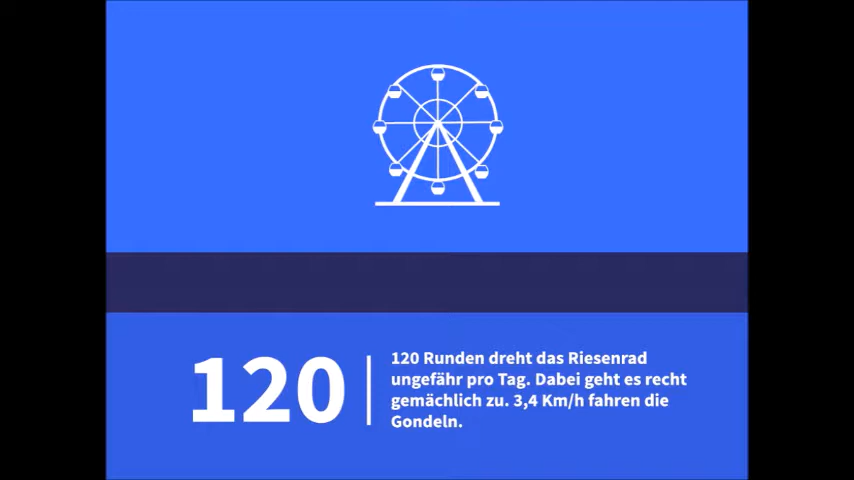 120
120 Runden dreht das Riesenrad
ungefähr pro Tag. Dabei geht es recht
gemächlich zu. 3,4 Km/h fahren die
Gondeln.